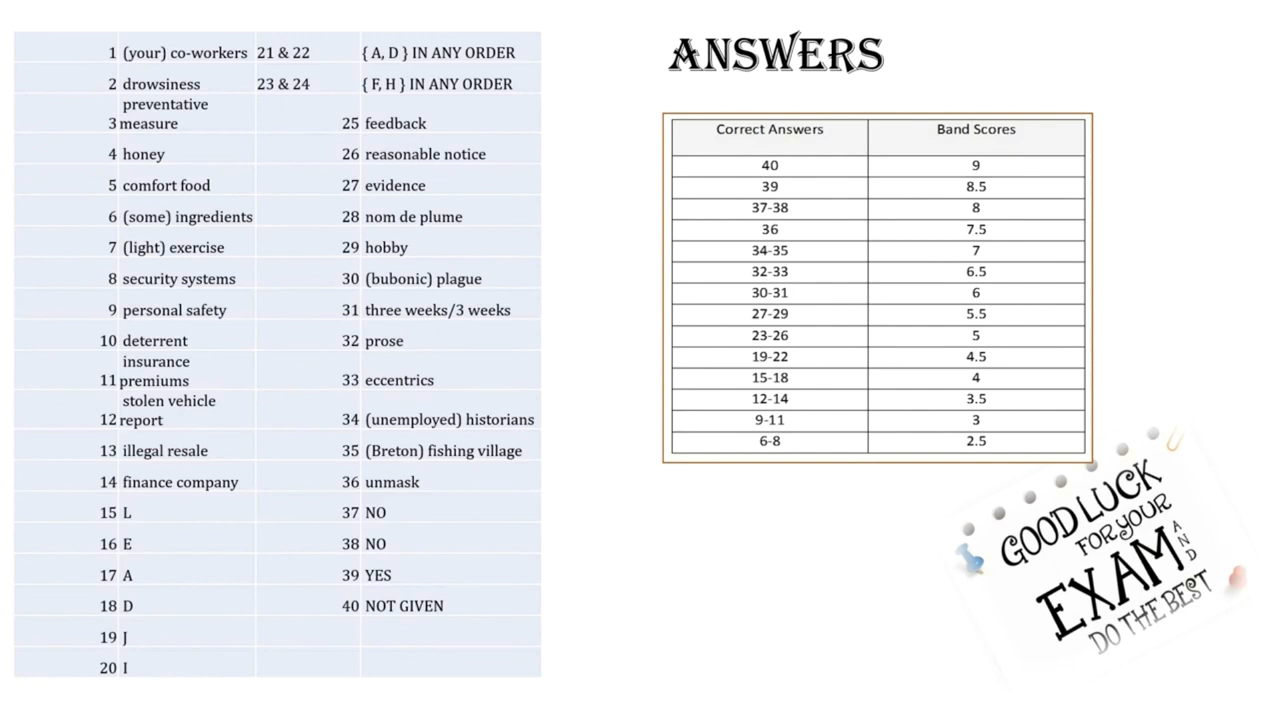 ANSWERS
1 (your) co-workers 21 & 22 { A, D } IN ANY ORDER
2 drowsiness 23 & 24 { F, H } IN ANY ORDER
preventative
3 measure 25 feedback
4 honey 26 reasonable notice
5 comfort food 27 evidence
6 (some) ingredients 28 nom de plume
7 (light) exercise 29 hobby
8 security systems 30 (bubonic) plague
9 personal safety 31 three weeks/3 weeks
10 deterrent 32 prose
insurance
11 premiums 33 eccentrics
stolen vehicle
12 report 34 (unemployed) historians
13 illegal resale 35 (Breton) fishing village
14 finance company 36 unmask
15 L 37 NO
16 E 38 NO
17 A 39 YES
18 D 40 NOT GIVEN
19 J
20 I
Correct Answers Band Scores
40 9
39 8.5
37-38 8
36 7.5
34-35 7
32-33 6.5
30-31 6
27-29 5.5
23-26 5
19-22 4.5
15-18 4
12-14 3.5
9-11 3
6-8 2.5
GOOD LUCK
FOR YOUR
EXAM AND
DO THE BEST